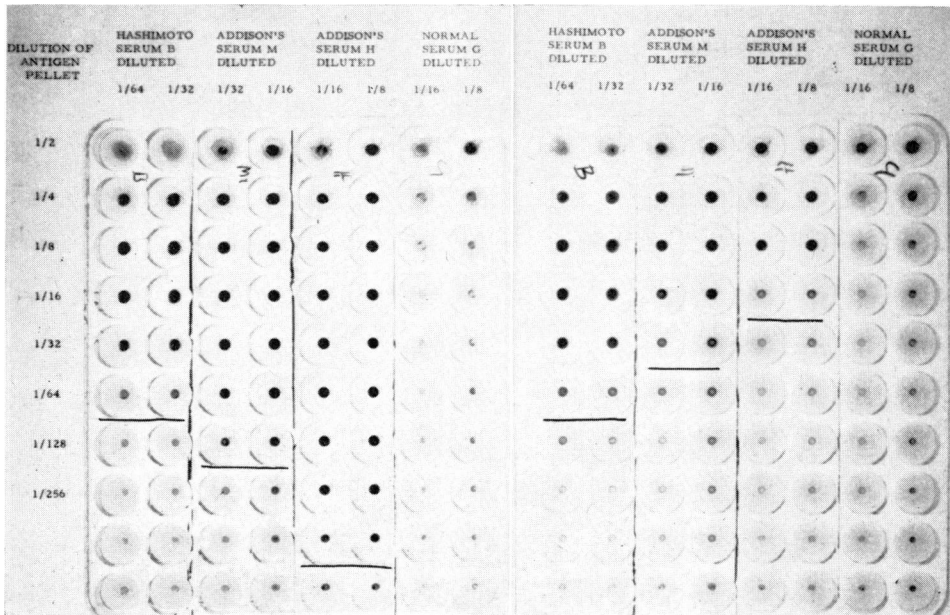 HASHIMOTO ADDISON'S ADDISON'S NORMAL HASHIMOTO ADDISON'S ADDISON'S NORMAL
DILUTION OF SERUM B SERUM M SERUM H SERUM G SERUM B SERUM M SERUM H SERUM G
ANTIGEN DILUTED DILUTED DILUTED DILUTED DILUTED DILUTED DILUTED DILUTED
PELLET
1/64 1/32 1/32 1/16 1/16 1/8 1/16 1/8 1/64 1/32 1/32 1/16 1/16 1/8 1/16 1/8
1/2
B M H B H
1/4
1/8
1/16
1/32
1/64
1/128
1/256